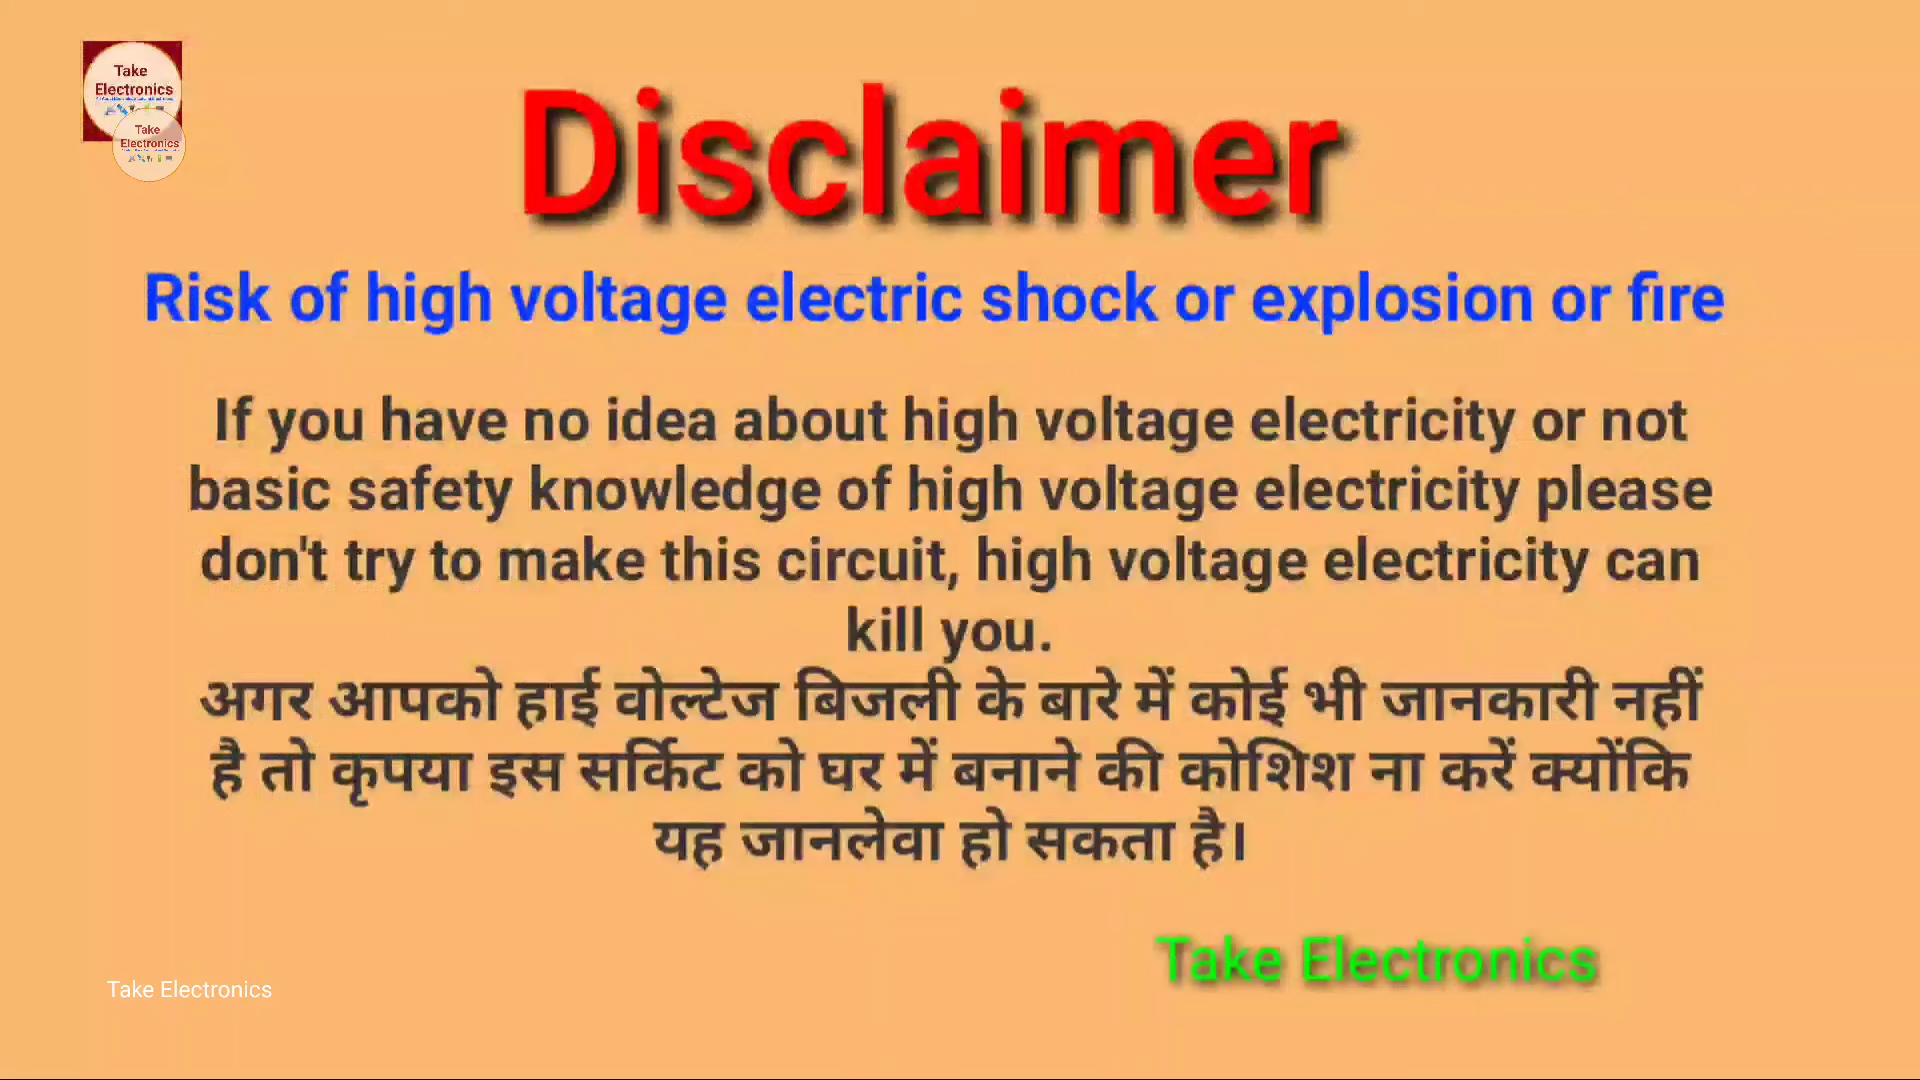 Take
Electronics
Take
Electronics
Disclaimer
Risk of high voltage electric shock or explosion or fire
If you have no idea about high voltage electricity or not
basic safety knowledge of high voltage electricity please
don't try to make this circuit, high voltage electricity can
kill you.
अगर आपको हाई वोल्टेज बिजली के बारे में कोई भी जानकारी नहीं
है तो कृपया इस सर्किट को घर में बनाने की कोशिश ना करें क्योंकि
यह जानलेवा हो सकता है।
Take Electronics
Take Electronics